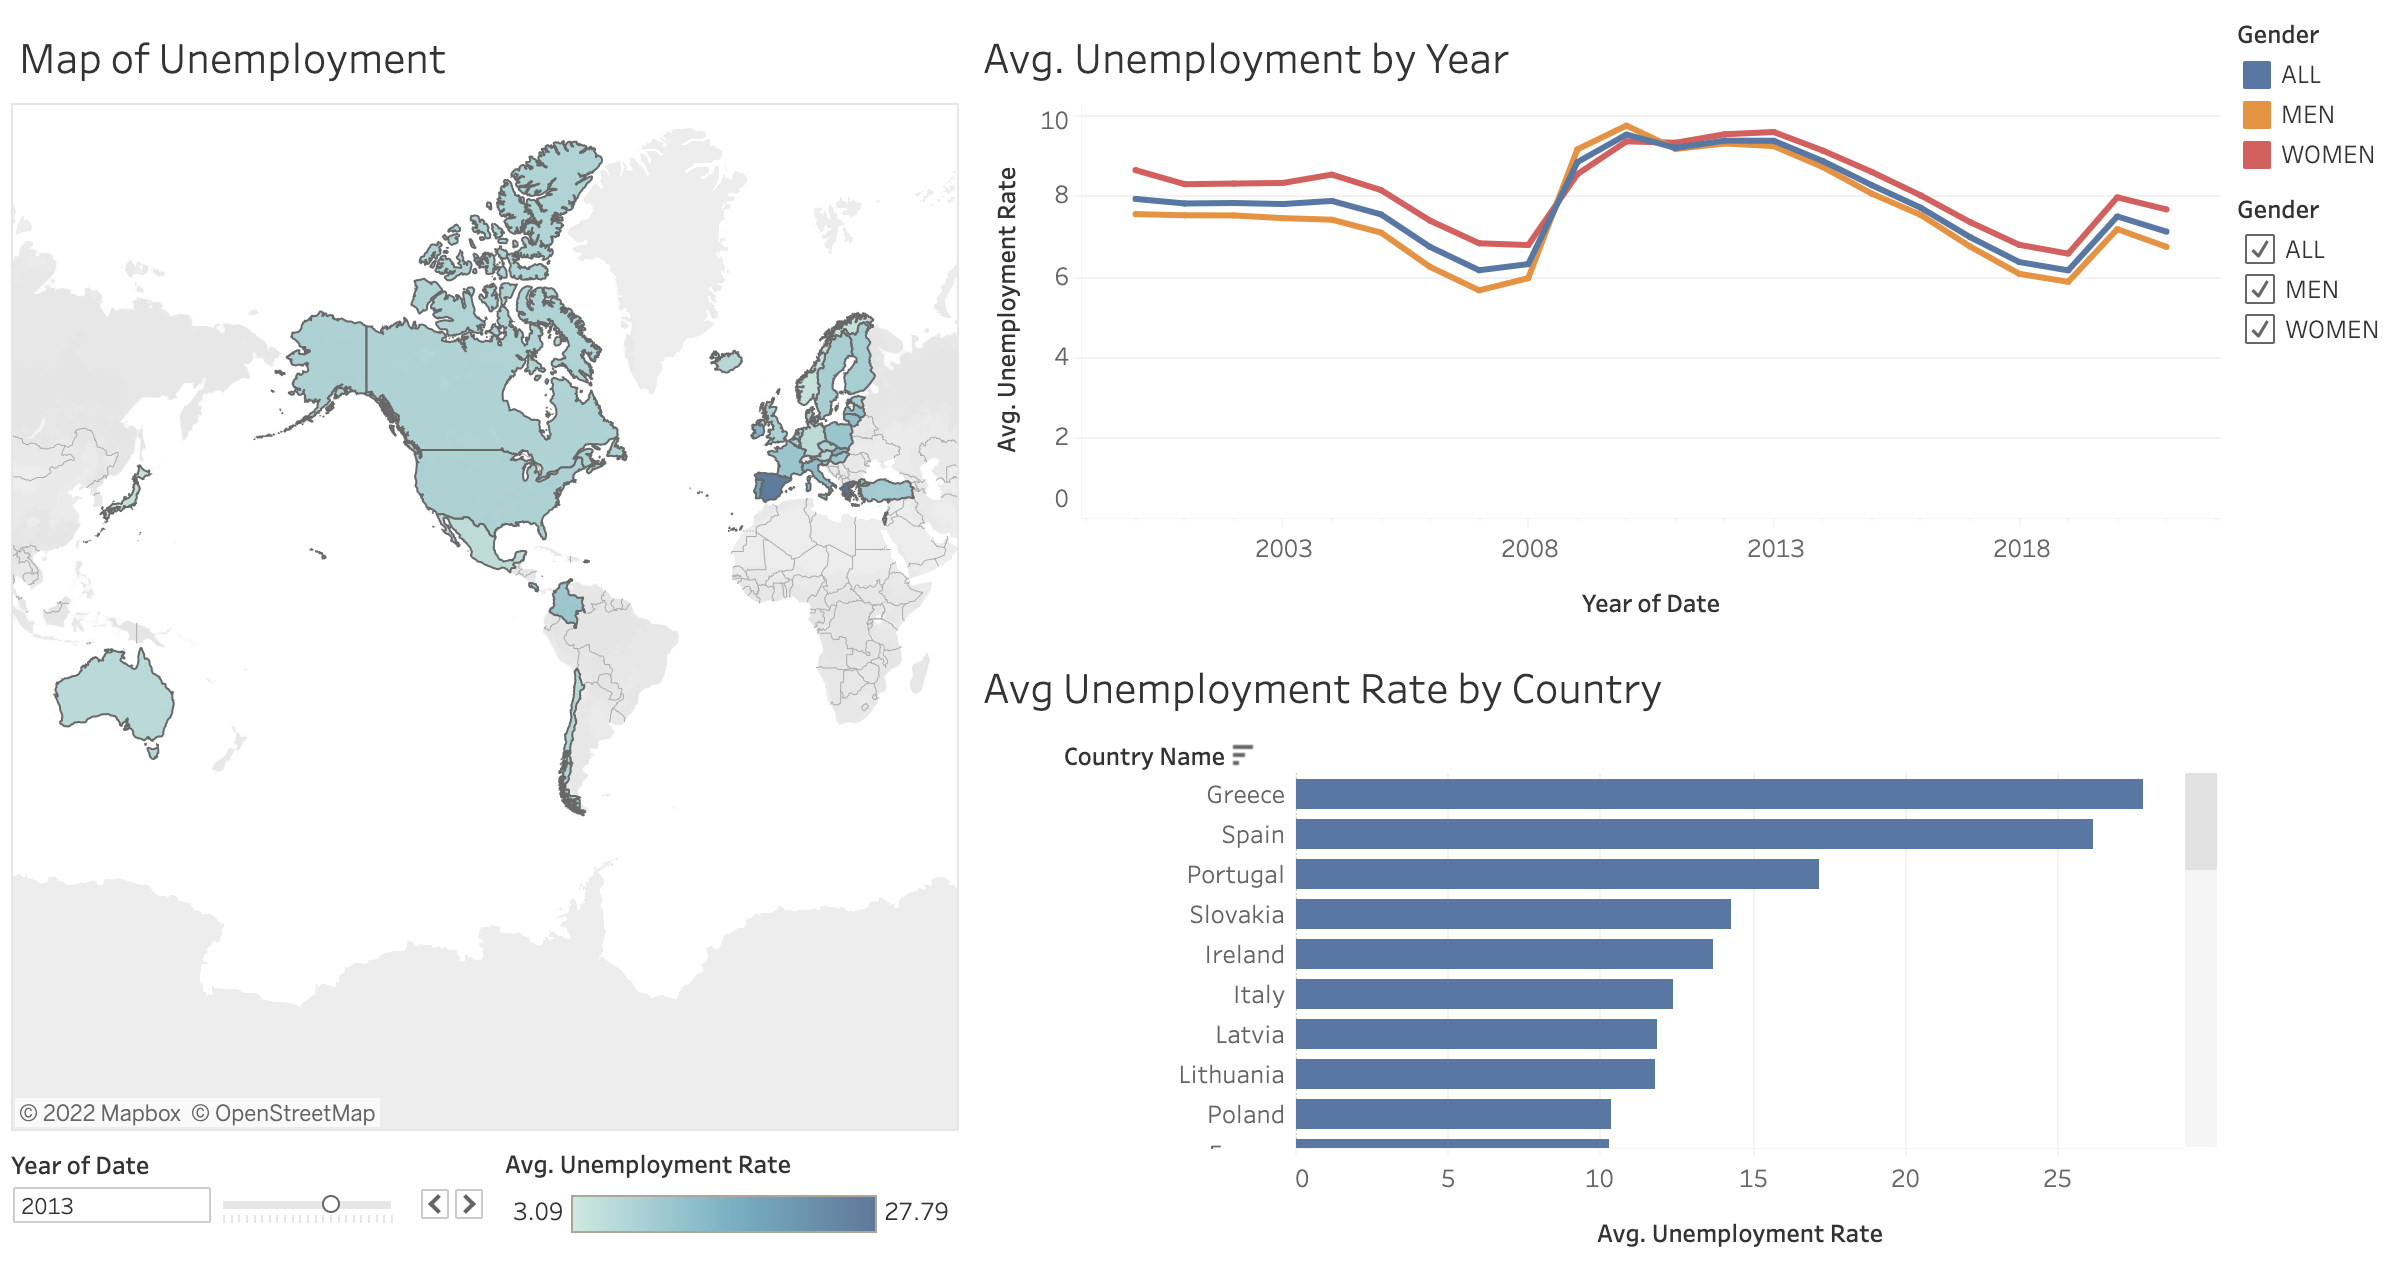 Map of Unemployment
© 2022 Mapbox © OpenStreetMap
Year of Date
2013
Avg. Unemployment Rate
3.09
27.79
Avg. Unemployment by Year
Avg. Unemployment Rate
10
8
6
4
2
0
2003 2008 2013 2018
Year of Date
Gender
ALL
MEN
WOMEN
Gender
ALL
MEN
WOMEN
Avg Unemployment Rate by Country
Country Name
Greece
Spain
Portugal
Slovakia
Ireland
Italy
Latvia
Lithuania
Poland
0 5 10 15 20 25
Avg. Unemployment Rate